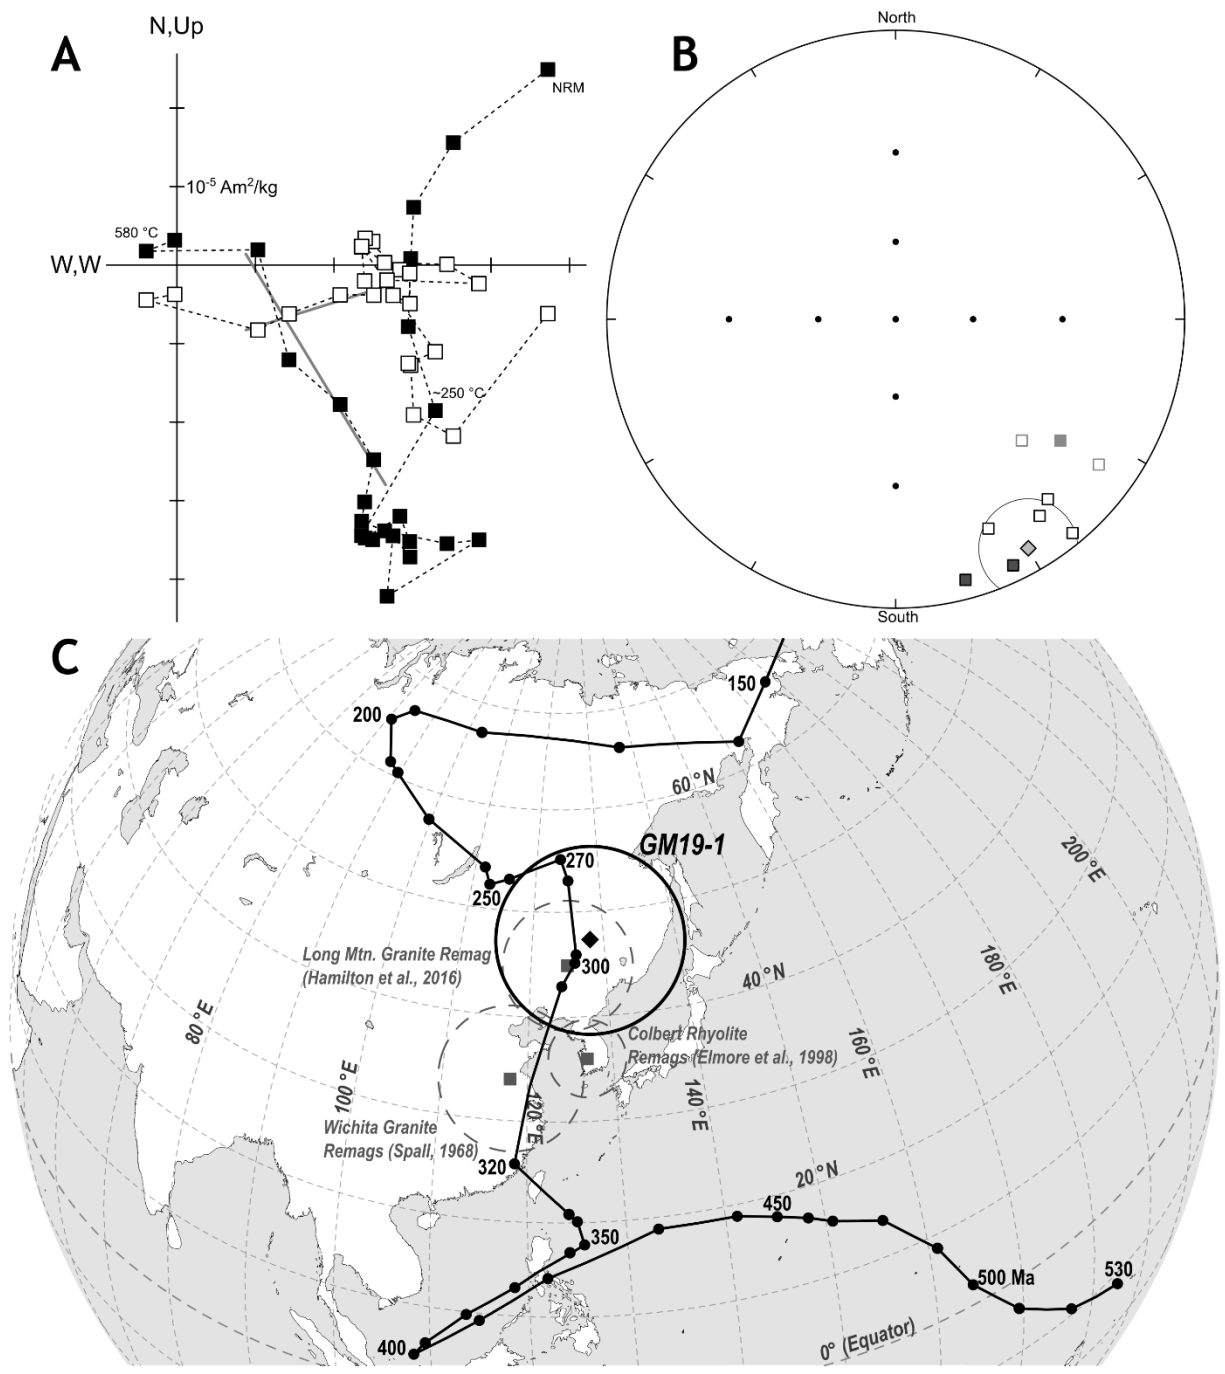 A
N,Up
NRM
10-5 Am2/kg
580 °C
W,W
~250 °C
B
North
South
C
150
200
60°N
GM19-1
200°E
270
250
Long Mtn. Granite Remag
(Hamilton et al., 2016)
300
40°N
180°E
80°E
Colbert Rhyolite
Remags (Elmore et al., 1998)
160°E
100°E
140°E
120°E
Wichita Granite
Remags (Spall, 1968)
320
20°N
450
350
500 Ma
530
400
0° (Equator)